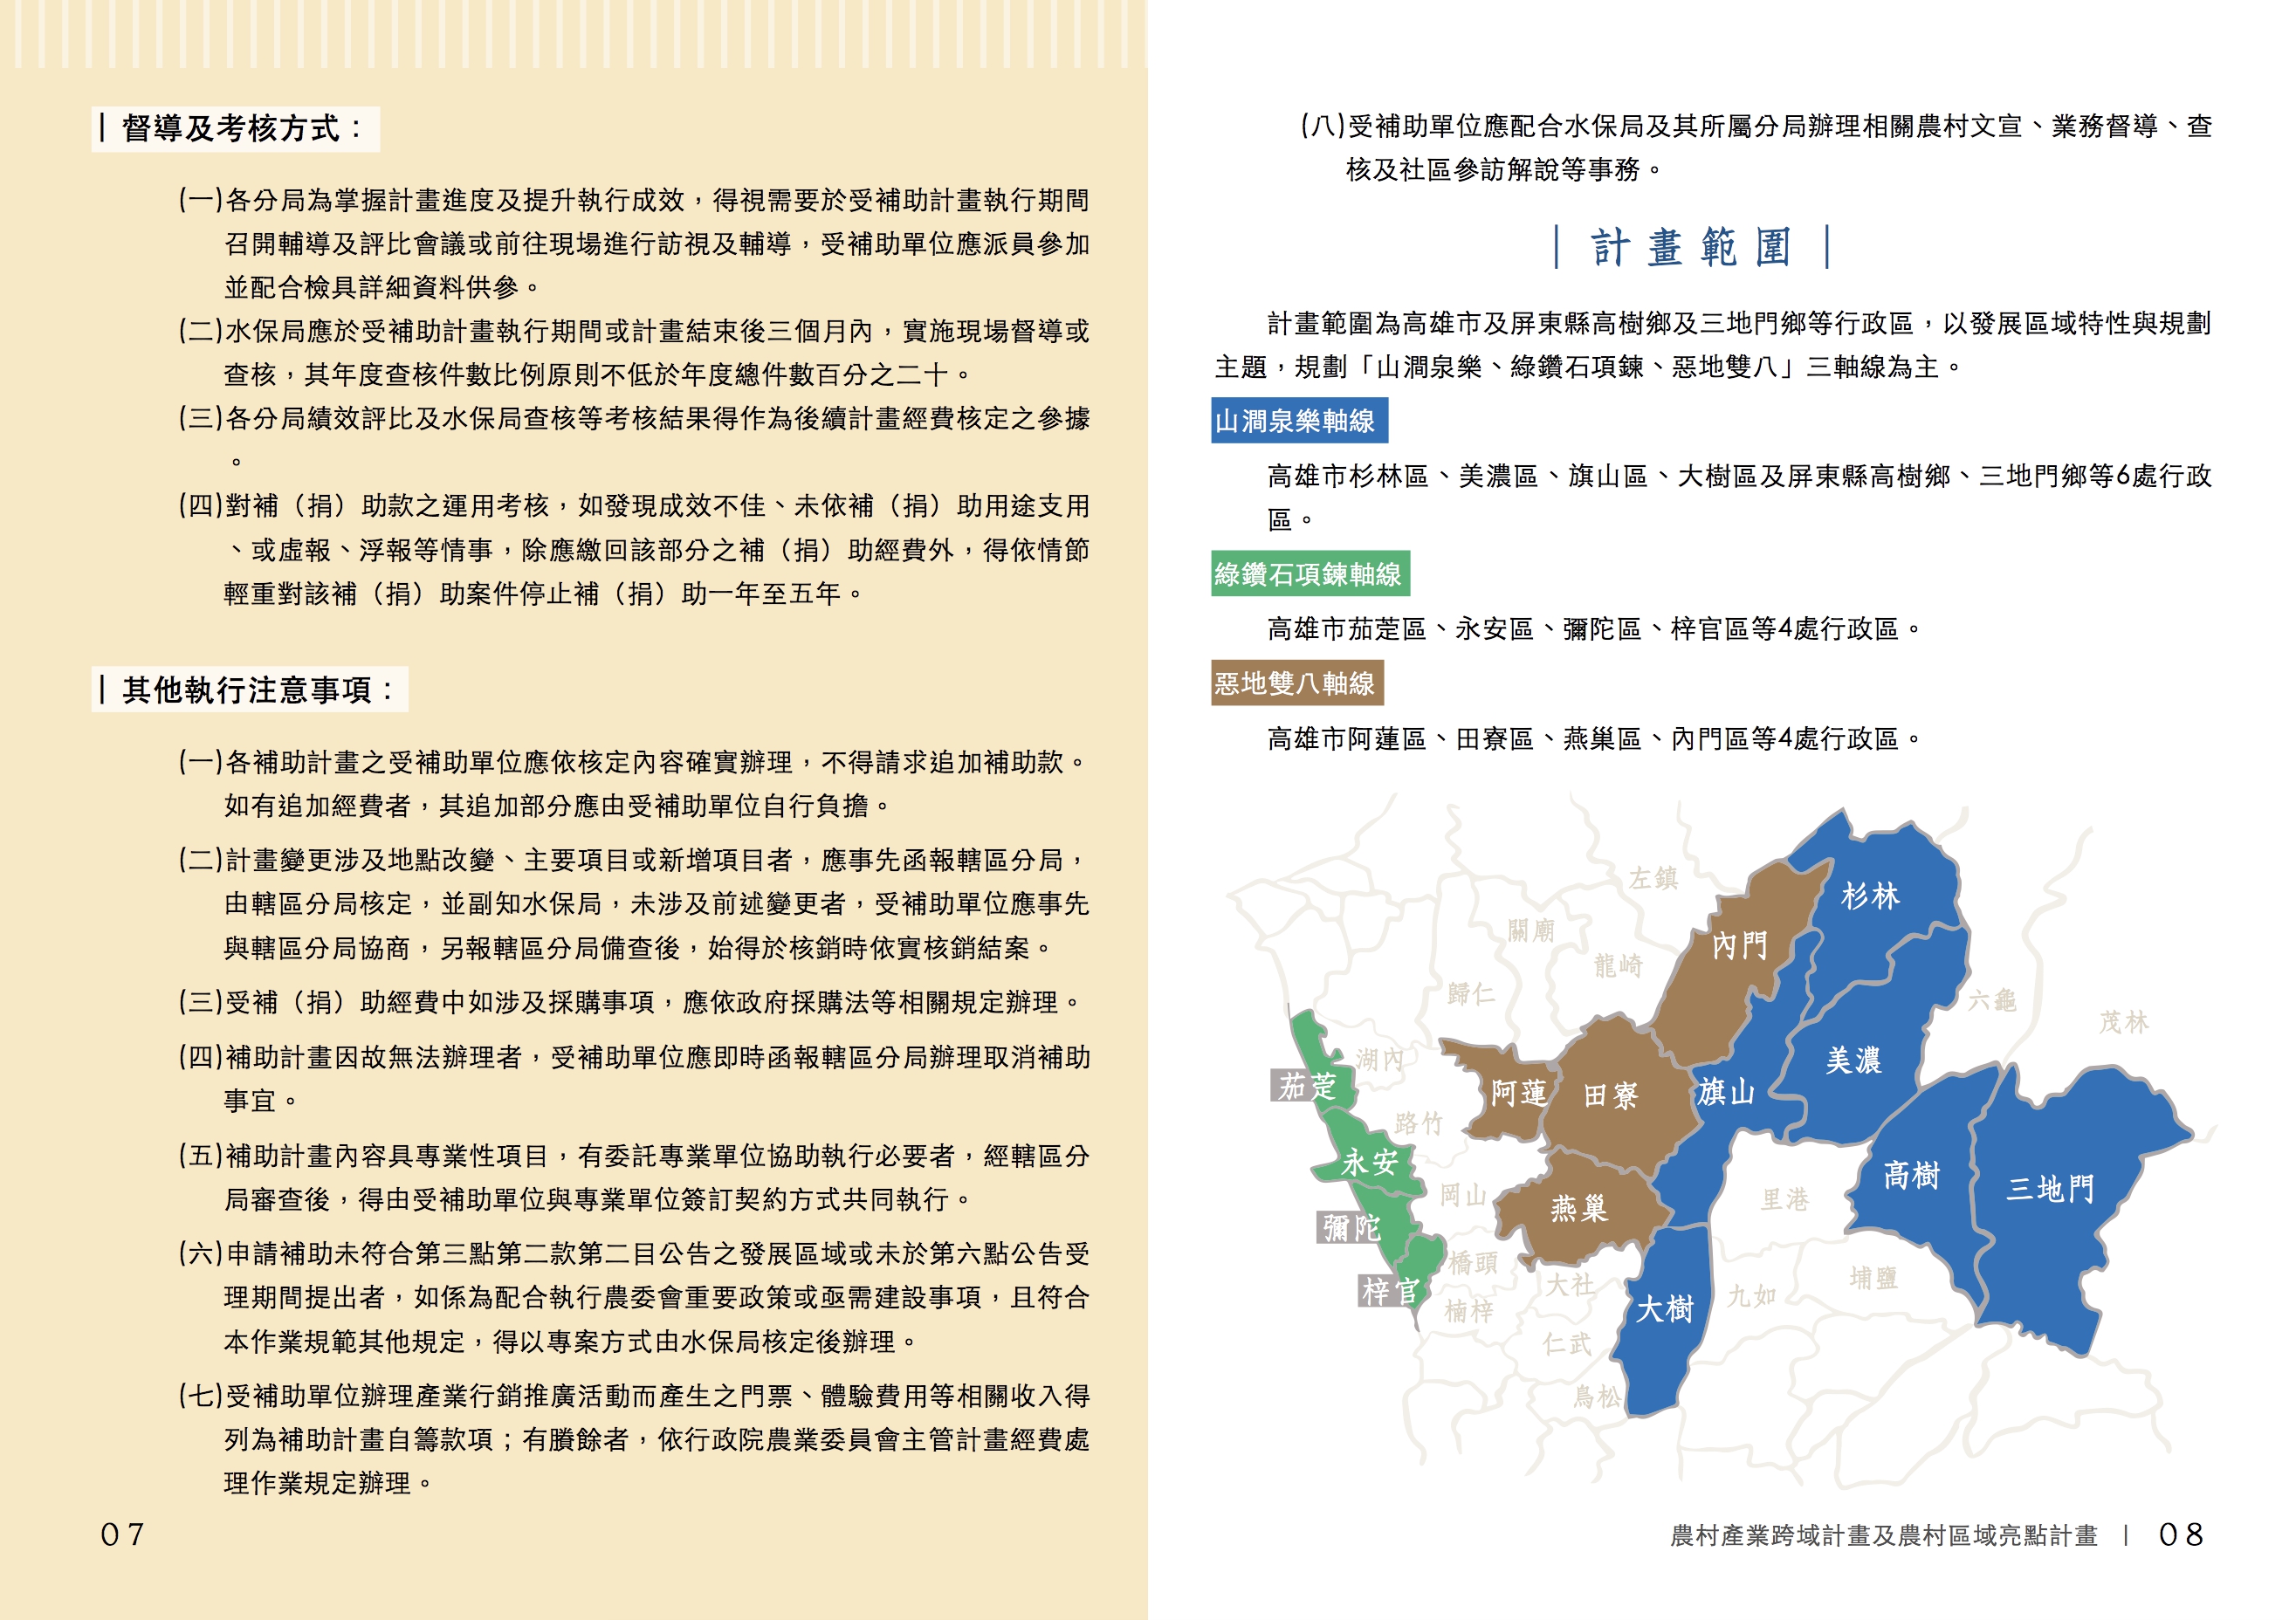 督導及考核方式：
(一)各分局為掌握計畫進度及提升執行成效，得視需要於受補助計畫執行期間
召開輔導及評比會議或前往現場進行訪視及輔導，受補助單位應派員參加
並配合檢具詳細資料供參。
(二)水保局應於受補助計畫執行期間或計畫結束後三個月內，實施現場督導或
查核，其年度查核件數比例原則不低於年度總件數百分之二十。
(三)各分局績效評比及水保局查核等考核結果得作為後續計畫經費核定之參據
。
(四)對補（捐）助款之運用考核，如發現成效不佳、未依補（捐）助用途支用
、或虛報、浮報等情事，除應繳回該部分之補（捐）助經費外，得依情節
輕重對該補（捐）助案件停止補（捐）助一年至五年。
其他執行注意事項：
(一)各補助計畫之受補助單位應依核定內容確實辦理，不得請求追加補助款。
如有追加經費者，其追加部分應由受補助單位自行負擔。
(二)計畫變更涉及地點改變、主要項目或新增項目者，應事先函報轄區分局，
由轄區分局核定，並副知水保局，未涉及前述變更者，受補助單位應事先
與轄區分局協商，另報轄區分局備查後，始得於核銷時依實核銷結案。
(三)受補（捐）助經費中如涉及採購事項，應依政府採購法等相關規定辦理。
(四)補助計畫因故無法辦理者，受補助單位應即時函報轄區分局辦理取消補助
事宜。
(五)補助計畫內容具專業性項目，有委託專業單位協助執行必要者，經轄區分
局審查後，得由受補助單位與專業單位簽訂契約方式共同執行。
(六)申請補助未符合第三點第二款第二目公告之發展區域或未於第六點公告受
理期間提出者，如係為配合執行農委會重要政策或亟需建設事項，且符合
本作業規範其他規定，得以專案方式由水保局核定後辦理。
(七)受補助單位辦理產業行銷推廣活動而產生之門票、體驗費用等相關收入得
列為補助計畫自籌款項；有賸餘者，依行政院農業委員會主管計畫經費處
理作業規定辦理。
07
(八)受補助單位應配合水保局及其所屬分局辦理相關農村文宣、業務督導、查
核及社區參訪解說等事務。
計畫範圍
計畫範圍為高雄市及屏東縣高樹鄉及三地門鄉等行政區，以發展區域特性與規劃
主題，規劃「山澗泉樂、綠鑽石項鍊、惡地雙八」三軸線為主。
山澗泉樂軸線
高雄市杉林區、美濃區、旗山區、大樹區及屏東縣高樹鄉、三地門鄉等6處行政
區。
綠鑽石項鍊軸線
高雄市茄萣區、永安區、彌陀區、梓官區等4處行政區。
惡地雙八軸線
高雄市阿蓮區、田寮區、燕巢區、內門區等4處行政區。
左鎮
杉林
關廟
內門
龍崎
歸仁
六龜
茂林
湖內
美濃
茄萣
阿蓮
田寮
旗山
路竹
永安
高樹
三地門
岡山
里港
燕巢
彌陀
橋頭
埔鹽
大社
梓官
九如
楠梓
大樹
仁武
鳥松
農村產業跨域計畫及農村區域亮點計畫 | 08